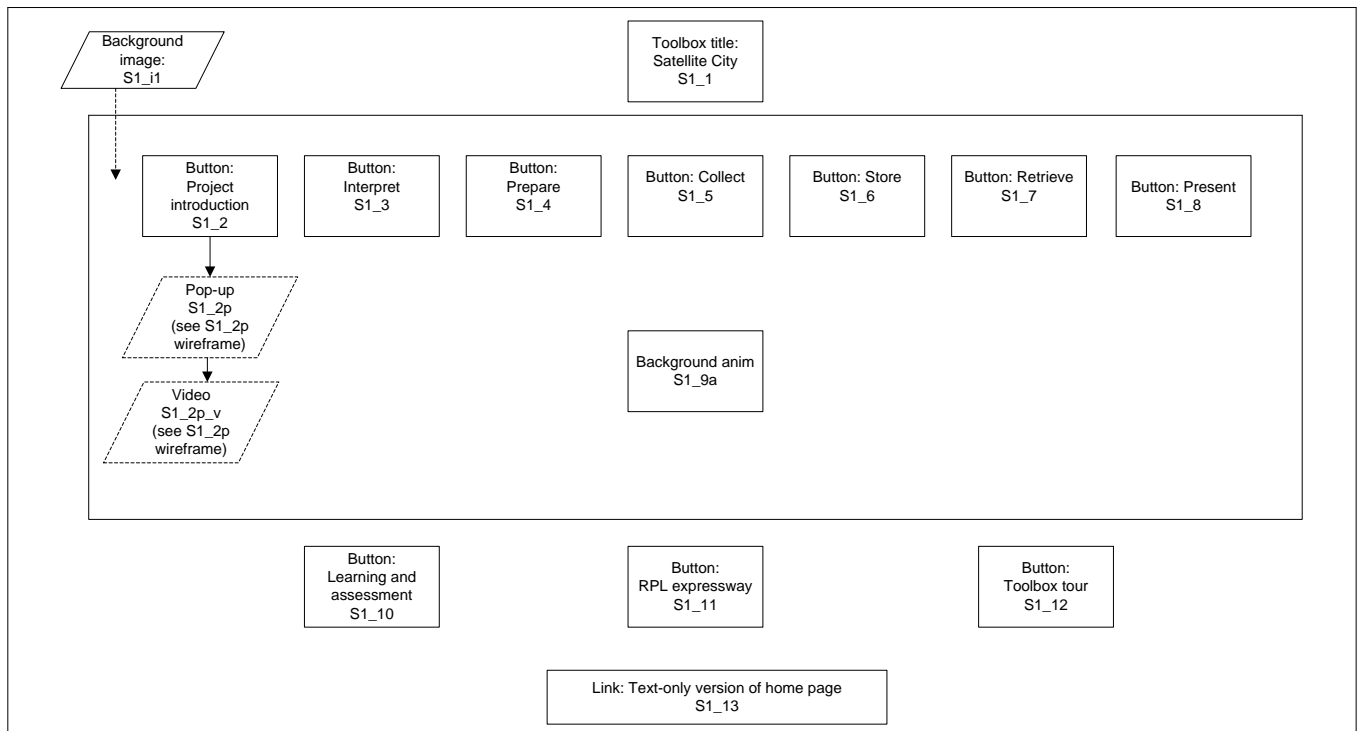 Background
image:
S1_i1
Toolbox title:
Satellite City
S1_1
Button:
Project
introduction
S1_2
Button:
Interpret
S1_3
Button:
Prepare
S1_4
Button: Collect
S1_5
Button: Store
S1_6
Button: Retrieve
S1_7
Button: Present
S1_8
Pop-up
S1_2p
(see S1_2p
wireframe)
Video
S1_2p_v
(see S1_2p
wireframe)
Background anim
S1_9a
Button:
Learning and
assessment
S1_10
Button:
RPL expressway
S1_11
Button:
Toolbox tour
S1_12
Link: Text-only version of home page
S1_13